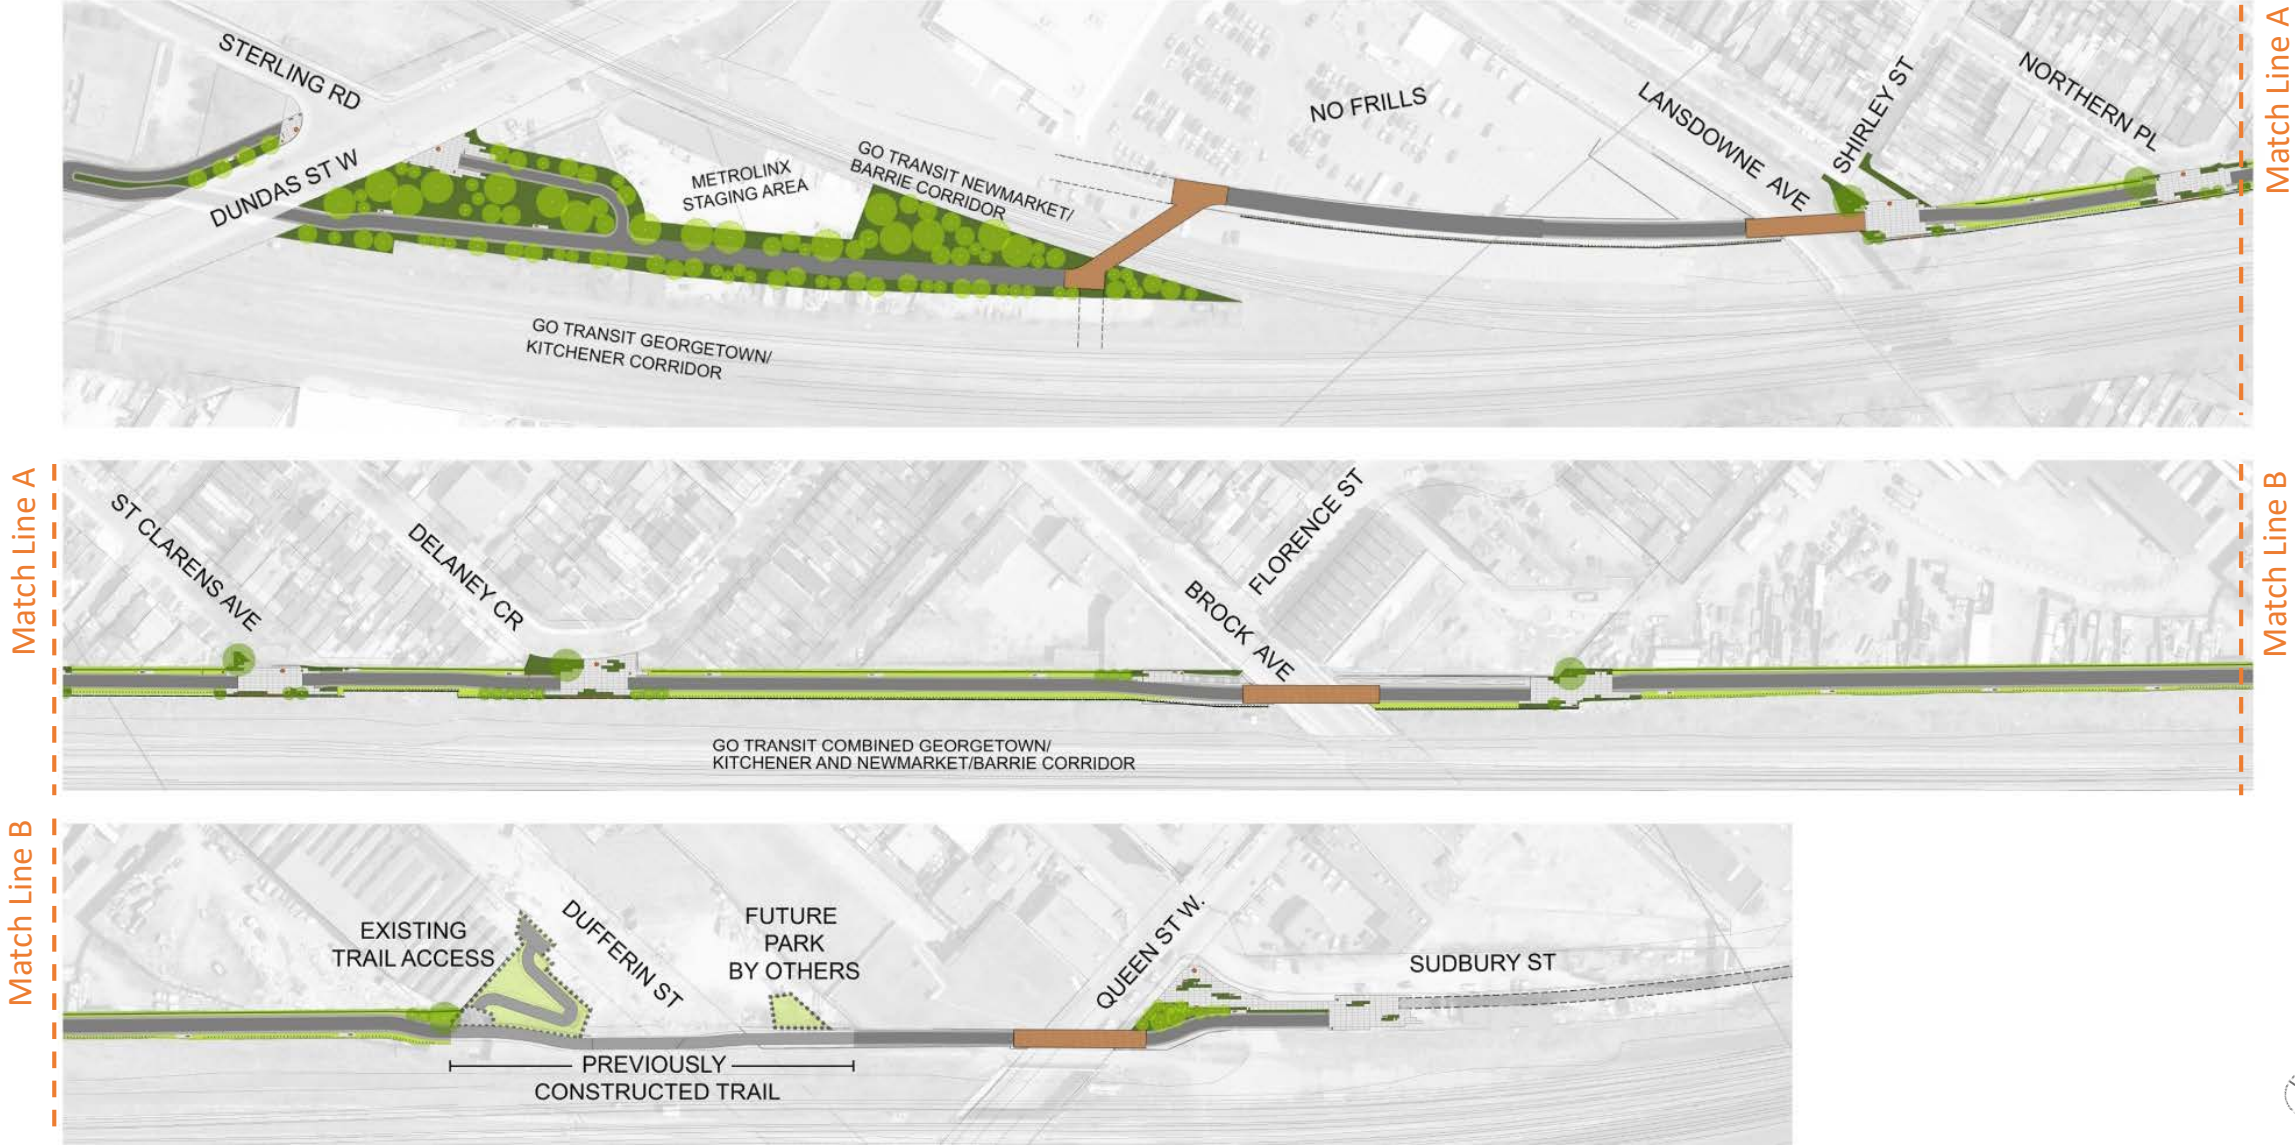 STERLING RD
DUNDAS ST W
METROLINX
STAGING AREA
GO TRANSIT NEWMARKET/
BARRIE CORRIDOR
NO FRILLS
LANSDOWNE AVE
SHIRLEY ST
NORTHERN PL
Match Line A
GO TRANSIT GEORGETOWN/
KITCHENER CORRIDOR
Match Line A
ST CLARENS AVE
DELANEY CR
BROCK AVE
FLORENCE ST
Match Line B
GO TRANSIT COMBINED GEORGETOWN/
KITCHENER AND NEWMARKET/BARRIE CORRIDOR
Match Line B
EXISTING
TRAIL ACCESS
DUFFERIN ST
FUTURE
PARK
BY OTHERS
QUEEN ST W.
SUDBURY ST
PREVIOUSLY
CONSTRUCTED TRAIL